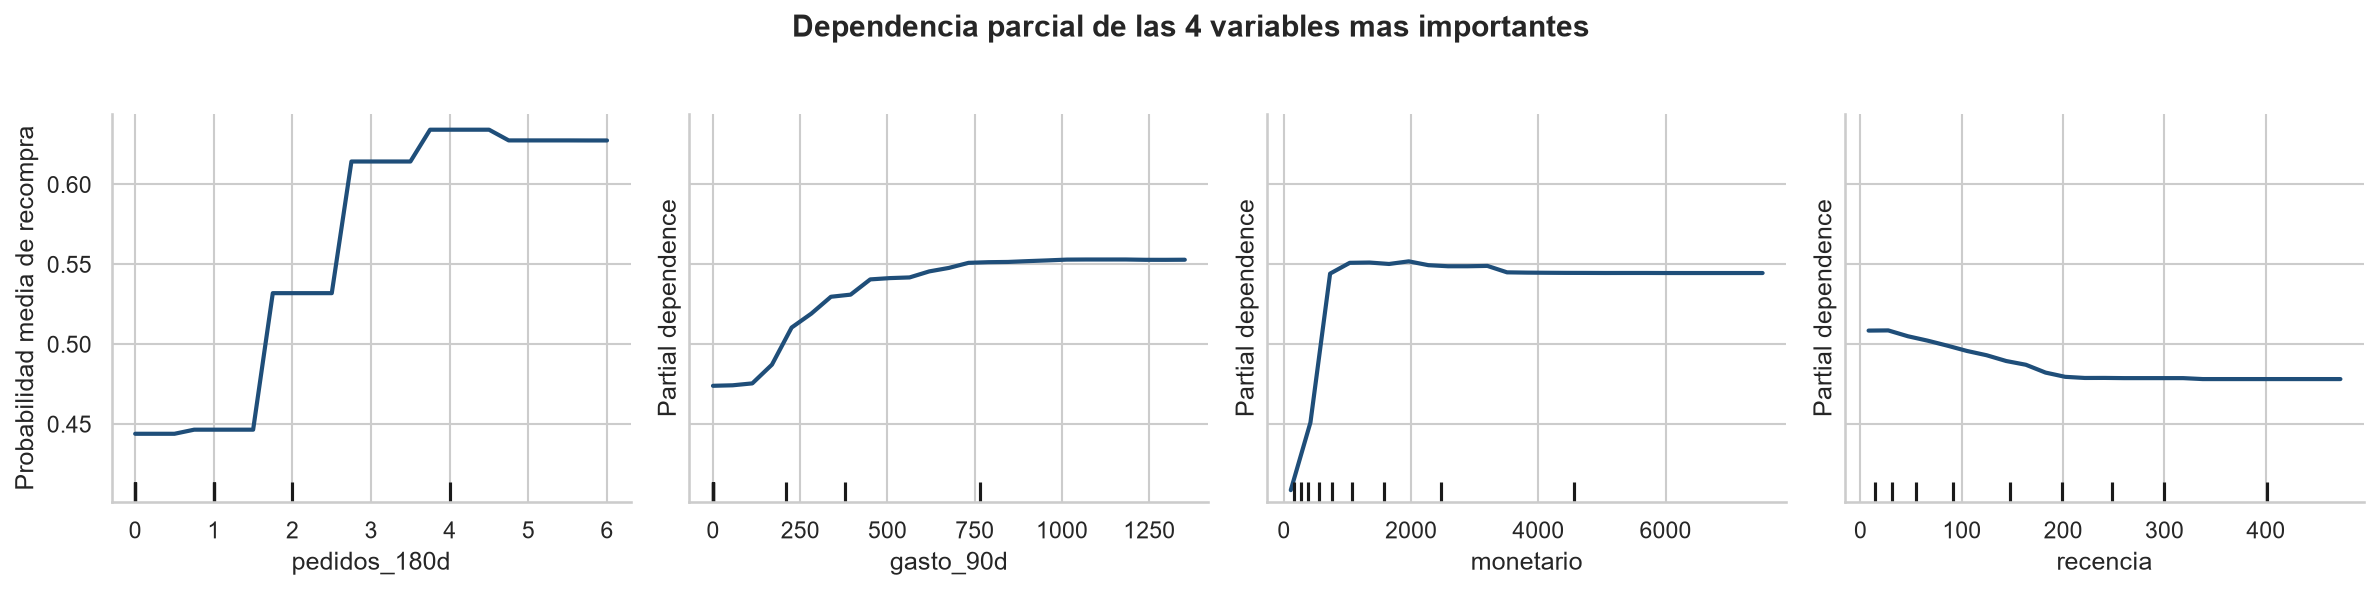 Dependencia parcial de las 4 variables mas importantes
Probabilidad media de recompra
0.60
0.55
0.50
0.45
0 1 2 3 4 5 6
pedidos_180d
Partial dependence
0 250 500 750 1000 1250
gasto_90d
Partial dependence
0 2000 4000 6000
monetario
Partial dependence
0 100 200 300 400
recencia